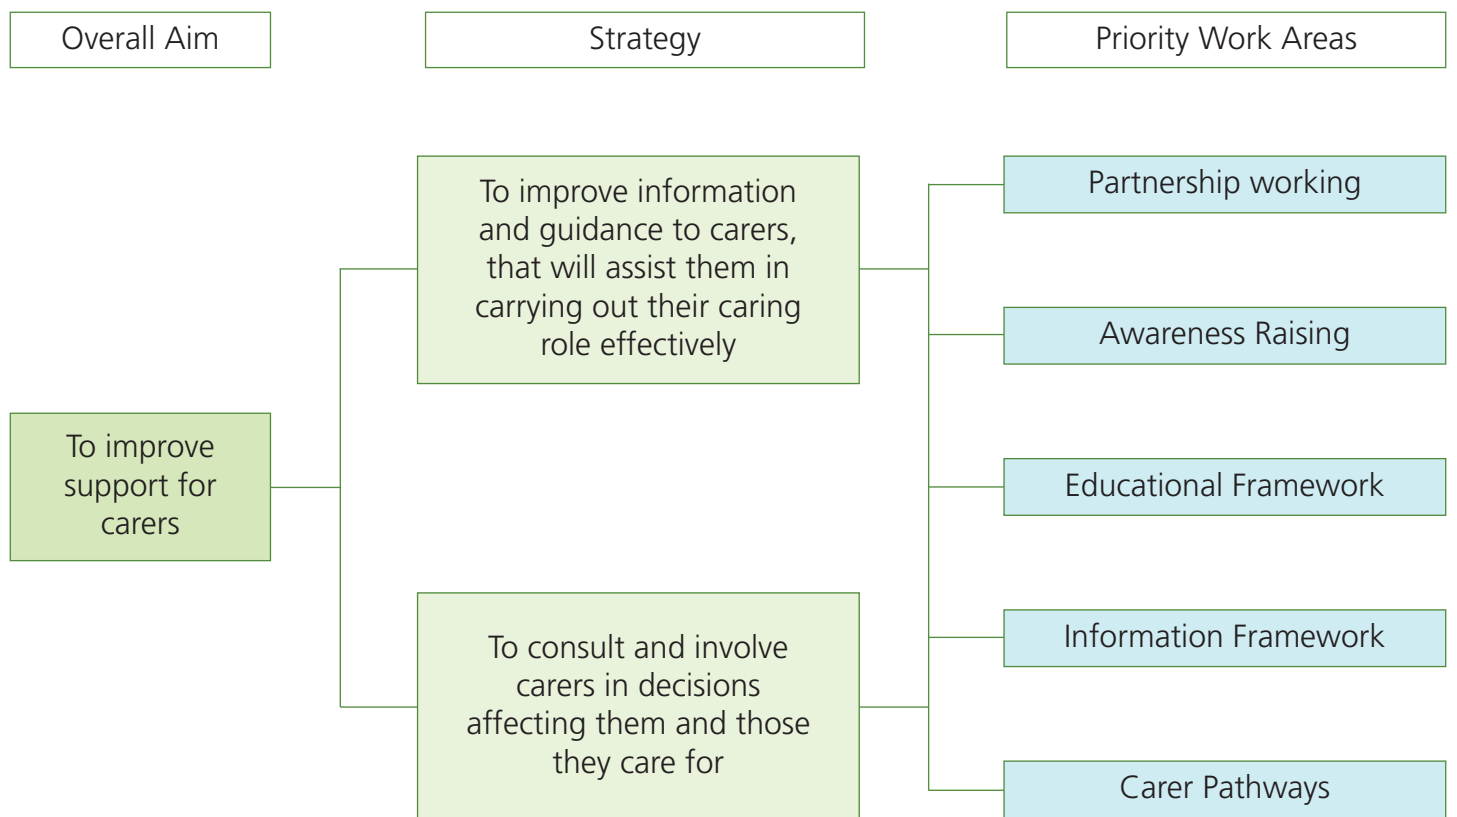 Overall Aim
Strategy
Priority Work Areas
To improve
support for
carers
To improve information
and guidance to carers,
that will assist them in
carrying out their caring
role effectively
To consult and involve
carers in decisions
affecting them and those
they care for
Partnership working
Awareness Raising
Educational Framework
Information Framework
Carer Pathways